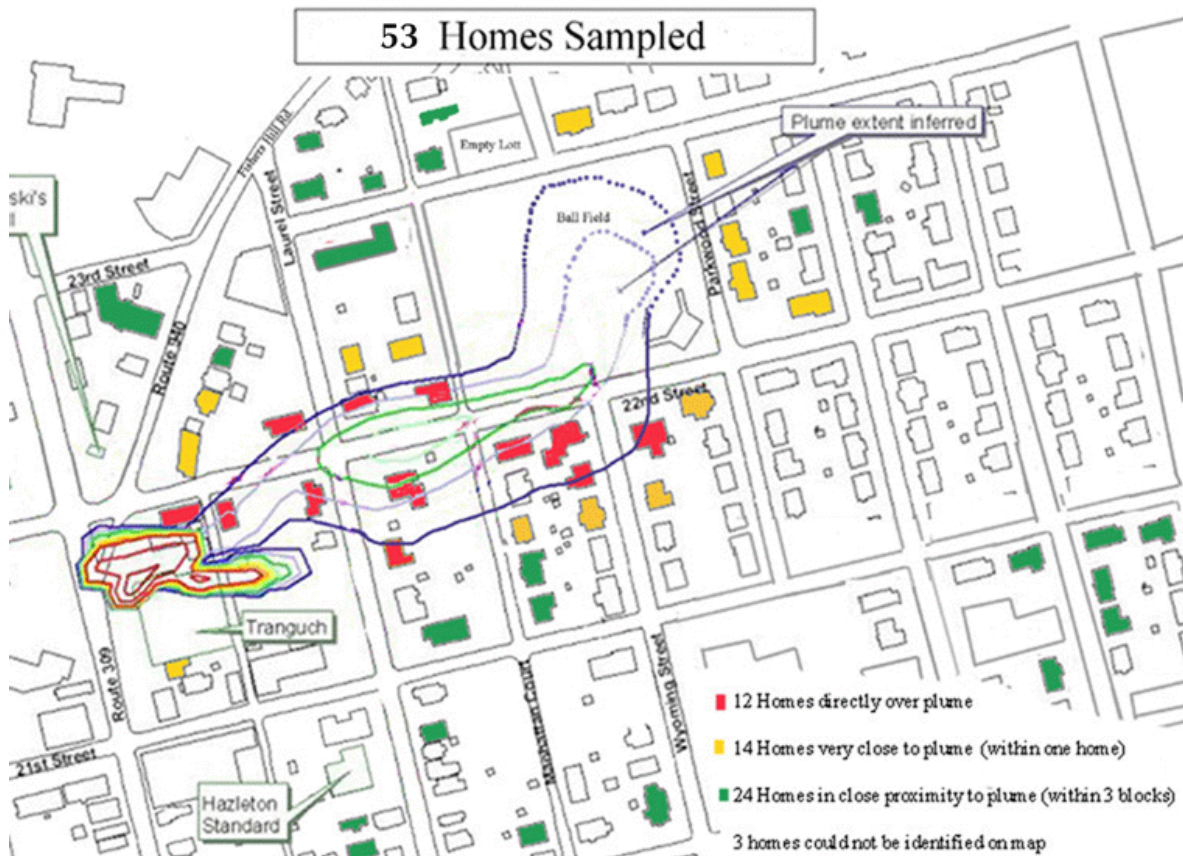 53 Homes Sampled
Plume extent inferred
Empty Lott
Fishers Hill Rd
Laurel Street
Ball Field
Parkwood Street
ski's
23rd Street
Route 940
22nd Street
Tranguch
Route 309
21st Street
Manhattan Court
Wyoming Street
Hazleton
Standard
12 Homes directly over plume
14 Homes very close to plume (within one home)
24 Homes in close proximity to plume (within 3 blocks)
3 homes could not be identified on map